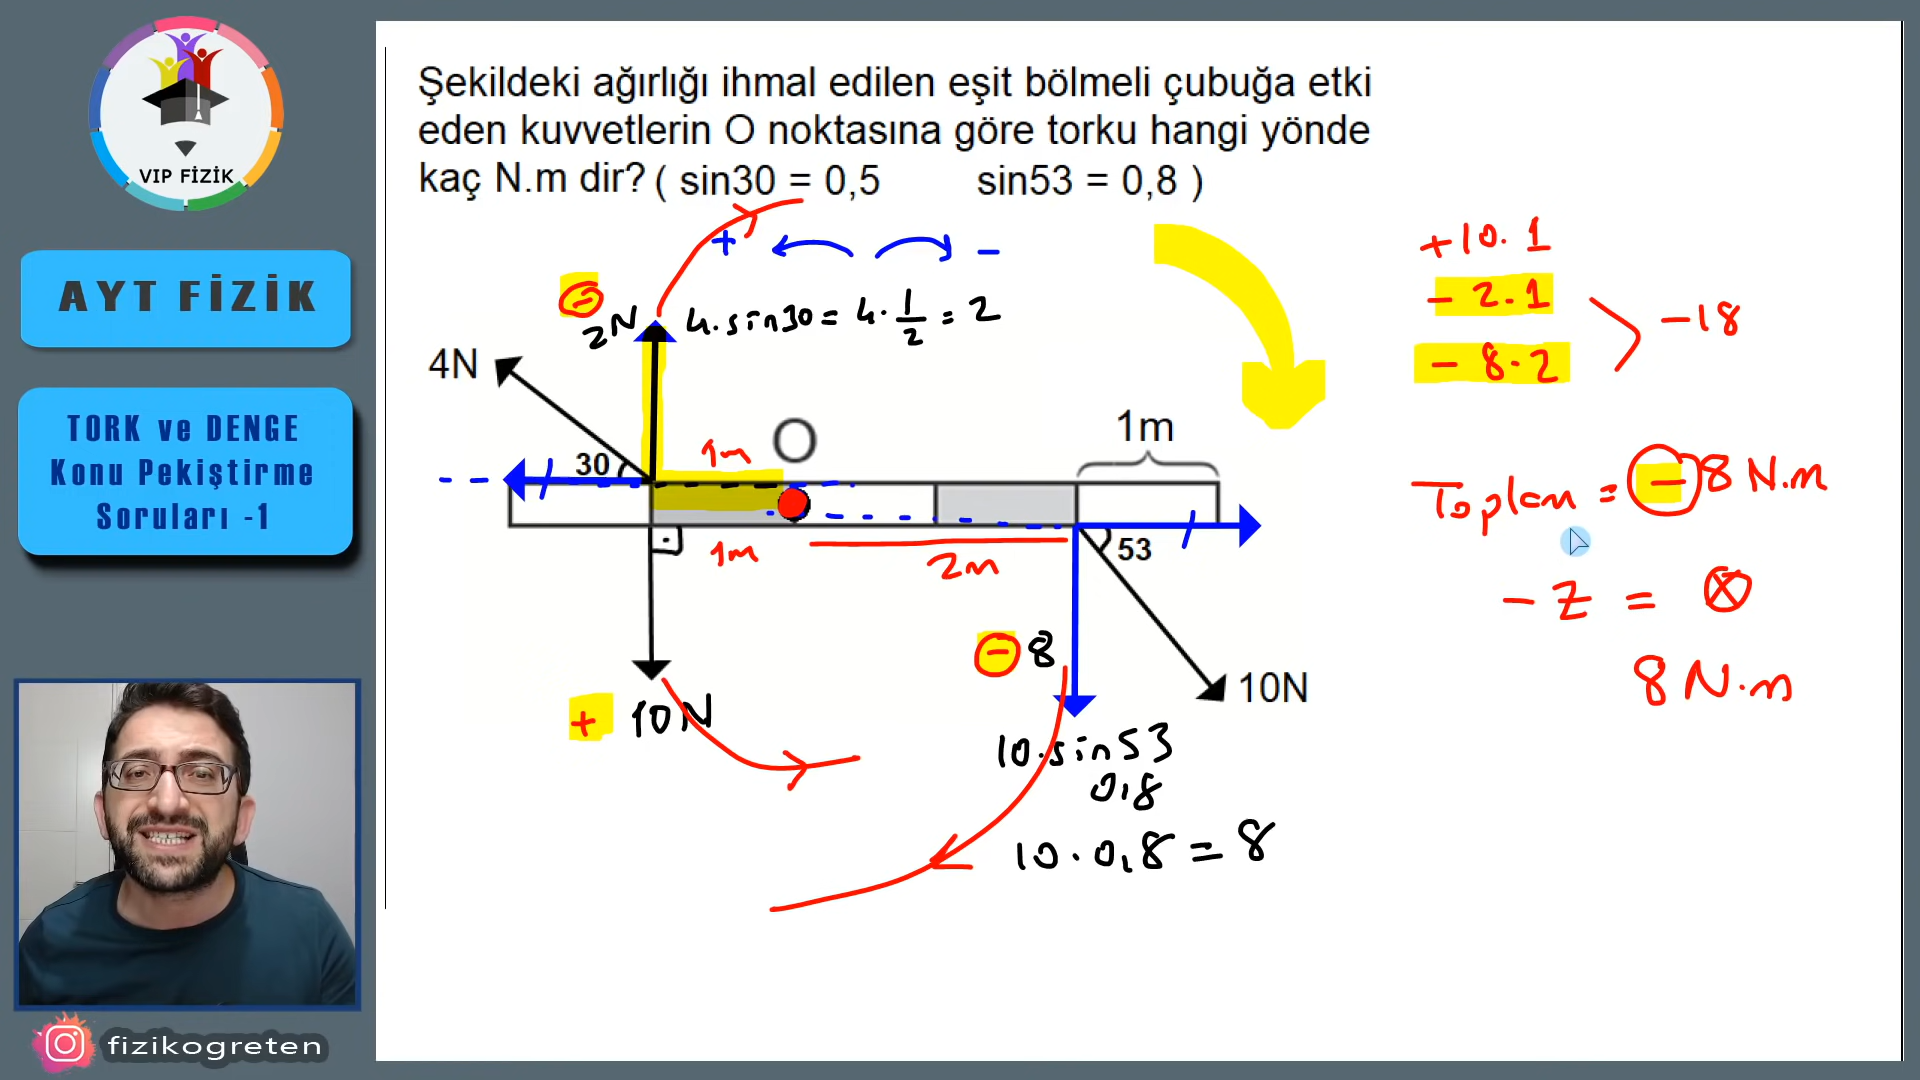 VIP FİZİK
AYT FİZİK
TORK ve DENGE
Konu Pekiştirme
Soruları -1
fizikogreten
Şekildeki ağırlığı ihmal edilen eşit bölmeli çubuğa etki
eden kuvvetlerin O noktasına göre torku hangi yönde
kaç N.m dir? ( sin30 = 0,5 sin53 = 0,8 )
+ -
-
2N 4.sin30 = 4 . 1/2 = 2
4N
O
1m
1m
30
1m
2m
53
- 8
10N
+ 10N
10.sin53
0,8
10.0,8 = 8
+10.1
- 2.1
- 8.2
-18
Toplam = -8 N.m
- Z = ⊗
8 N.m